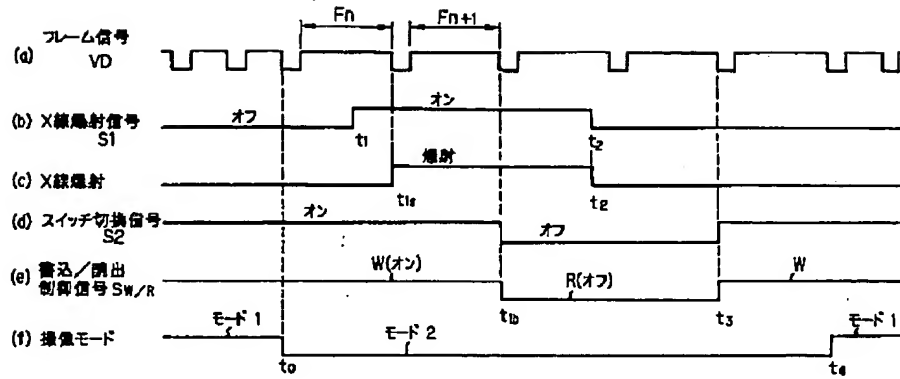 Fn Fn+1
(a) フレーム信号 VD
(b) X線爆射信号 S1 オフ オン
t1 t2
(c) X線爆射 爆射
t1s t2
(d) スイッチ切換信号 S2 オン オフ
(e) 書込/読出制御信号 SW/R W(オン) R(オフ) W
t1b t3
(f) 撮像モード モード1 モード2 モード1
t0 t4